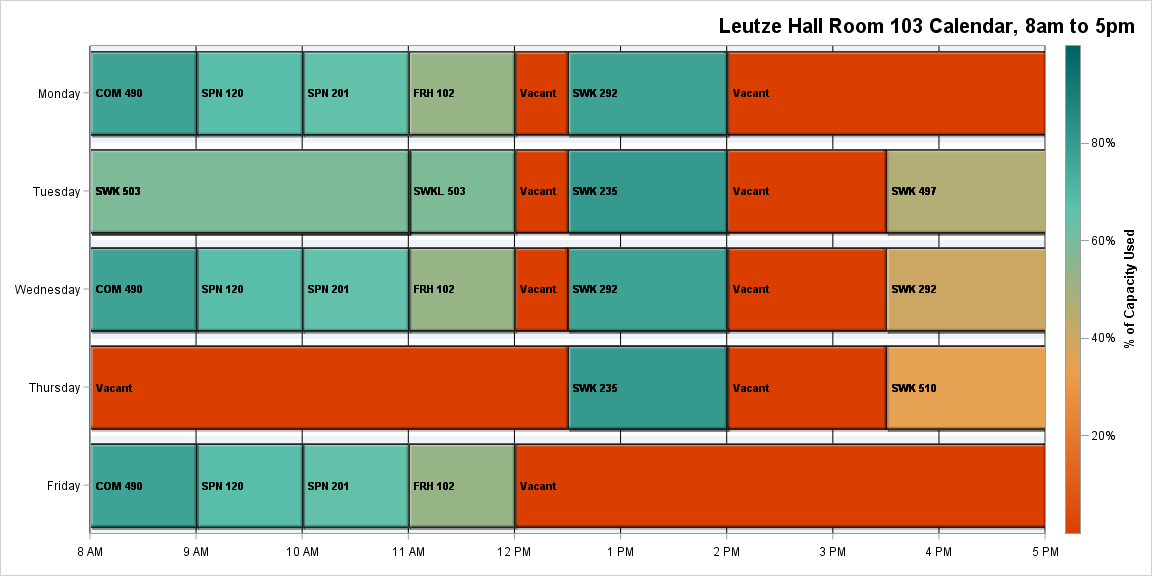 Leutze Hall Room 103 Calendar, 8am to 5pm
Monday
COM 490
SPN 120
SPN 201
FRH 102
Vacant
SWK 292
Vacant
Tuesday
SWK 503
SWKL 503
Vacant
SWK 235
Vacant
SWK 497
Wednesday
COM 490
SPN 120
SPN 201
FRH 102
Vacant
SWK 292
Vacant
SWK 292
Thursday
Vacant
SWK 235
Vacant
SWK 510
Friday
COM 490
SPN 120
SPN 201
FRH 102
Vacant
8 AM
9 AM
10 AM
11 AM
12 PM
1 PM
2 PM
3 PM
4 PM
5 PM
80%
60%
40%
20%
% of Capacity Used